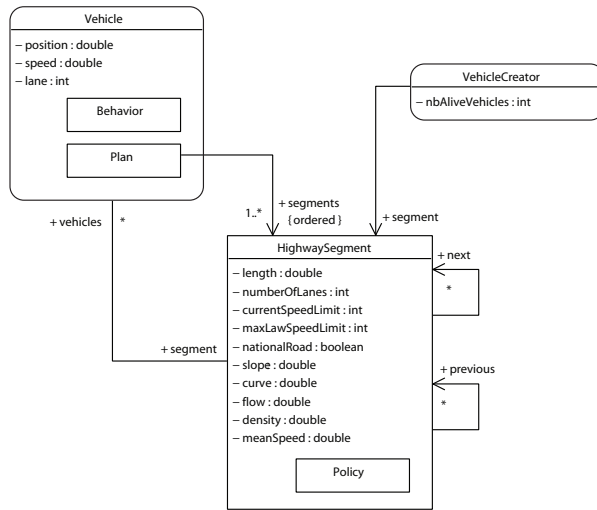 Vehicle
– position : double
– speed : double
– lane : int
Behavior
Plan
VehicleCreator
– nbAliveVehicles : int
+ vehicles
*
1..*
+ segments
{ ordered }
+ segment
HighwaySegment
– length : double
– numberOfLanes : int
– currentSpeedLimit : int
– maxLawSpeedLimit : int
– nationalRoad : boolean
– slope : double
– curve : double
– flow : double
– density : double
– meanSpeed : double
Policy
+ segment
+ next
*
+ previous
*